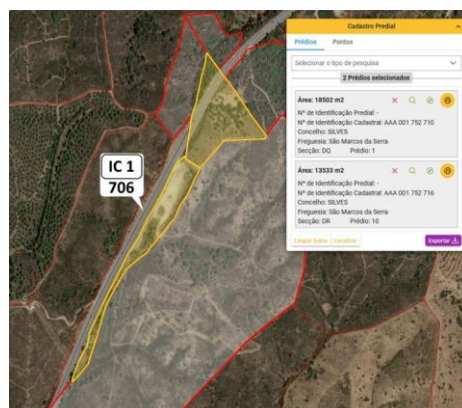 Cadastro Predial
Prédios Pontos
Selecionar o tipo de pesquisa
2 Prédios selecionados
Área: 18502 m2
Nº de Identificação Predial: -
Nº de Identificação Cadastral: AAA 001 752 710
Concelho: SILVES
Freguesia: São Marcos da Serra
Secção: DQ Prédio: 1
Área: 13533 m2
Nº de Identificação Predial: -
Nº de Identificação Cadastral: AAA 001 752 716
Concelho: SILVES
Freguesia: São Marcos da Serra
Secção: DR Prédio: 10
Limpar todos Localizar Exportar
IC 1
706